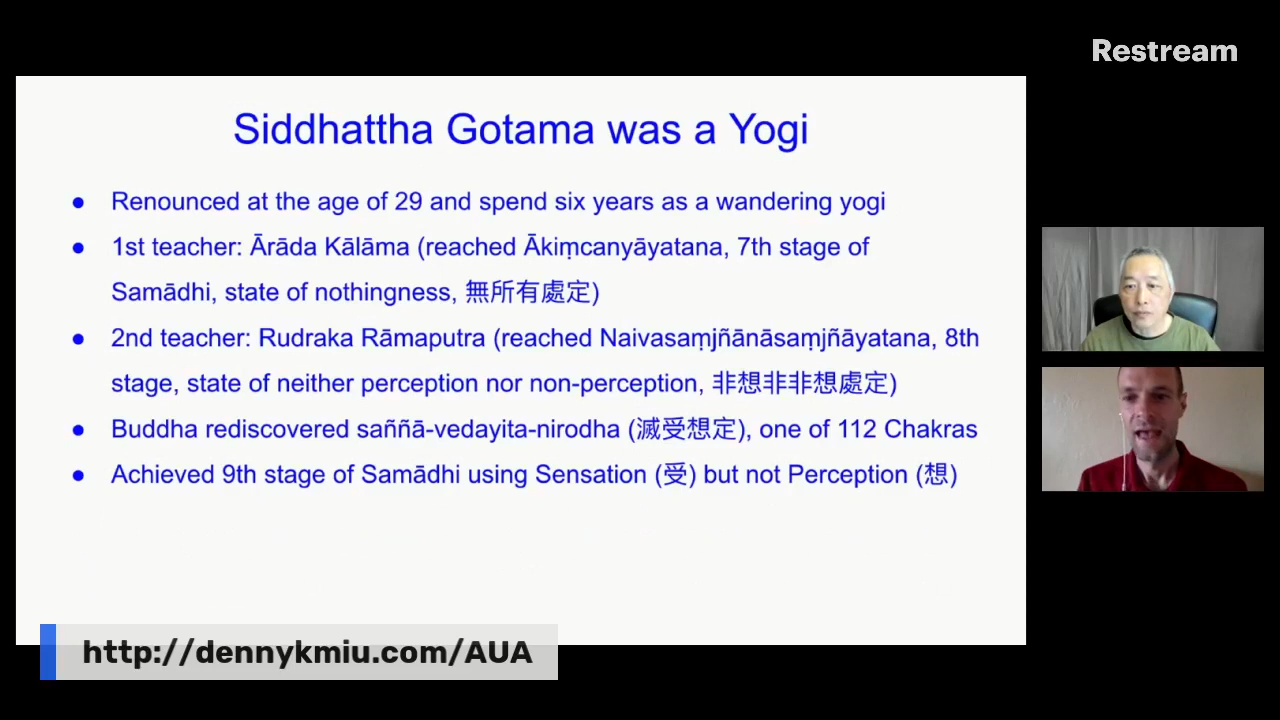 Restream
Siddhattha Gotama was a Yogi
● Renounced at the age of 29 and spend six years as a wandering yogi
● 1st teacher: Ārāda Kālāma (reached Ākiṃcanyāyatana, 7th stage of
Samādhi, state of nothingness, 無所有處定)
● 2nd teacher: Rudraka Rāmaputra (reached Naivasaṃjñānāsaṃjñāyatana, 8th
stage, state of neither perception nor non-perception, 非想非非想處定)
● Buddha rediscovered saññā-vedayita-nirodha (滅受想定), one of 112 Chakras
● Achieved 9th stage of Samādhi using Sensation (受) but not Perception (想)
http://dennykmiu.com/AUA